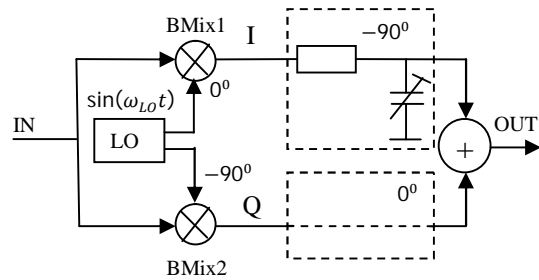 BMix1
I
−90⁰
sin(ω_LO t)
0⁰
IN
LO
OUT
+
−90⁰
Q
0⁰
BMix2